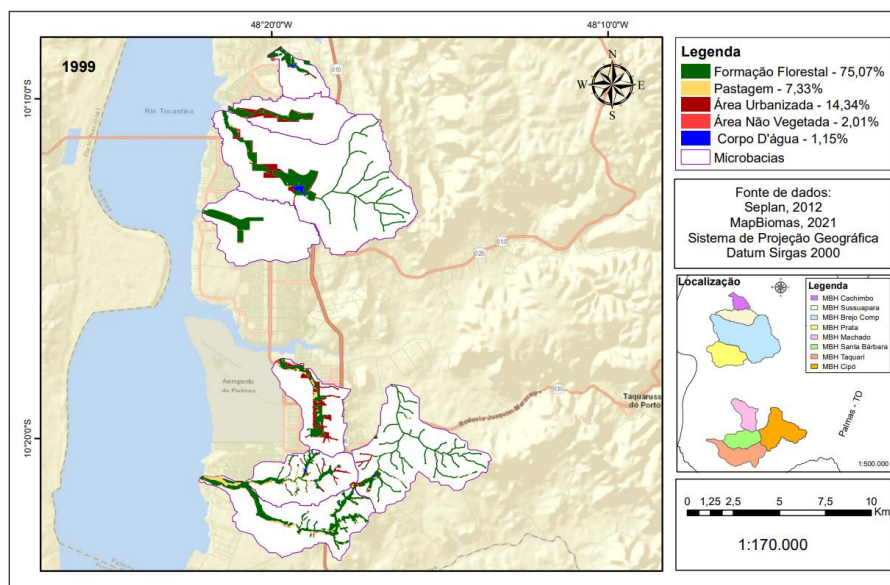 48°20'0"W
48°10'0"W
1999
10°10'0"S
10°20'0"S
Rio Tocantins
010
020
010
030
Aeroporto
de Palmas
Rodovia Joaquim Maracaípe
Taquarussu
do Porto
Palmas
N
W
E
S
Legenda
Formação Florestal - 75,07%
Pastagem - 7,33%
Área Urbanizada - 14,34%
Área Não Vegetada - 2,01%
Corpo D'água - 1,15%
Microbacias
Fonte de dados:
Seplan, 2012
MapBiomas, 2021
Sistema de Projeção Geográfica
Datum Sirgas 2000
Localização
Legenda
MBH Cachimbo
MBH Sussuapara
MBH Brejo Comp
MBH Prata
MBH Machado
MBH Santa Bárbara
MBH Taquari
MBH Cipó
Palmas - TO
1:500.000
0 1,25 2,5 5 7,5 10
Km
1:170.000